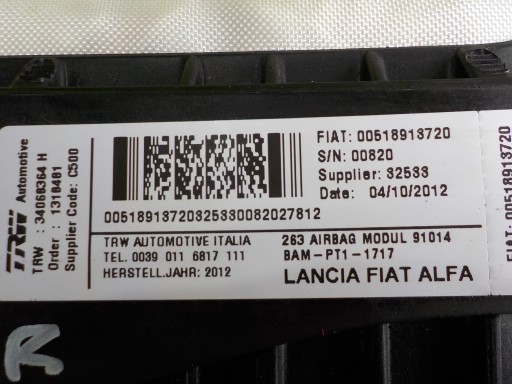 TRW Automotive
TRW : 34068364 H
Order : 1318481
Supplier Code: C500
FIAT: 00518913720
S/N: 00820
Supplier: 32533
Date: 04/10/2012
00518913720325330082027812
TRW AUTOMOTIVE ITALIA
TEL. 0039 011 6817 111
HERSTELL.JAHR: 2012
263 AIRBAG MODUL 91014
BAM-PT1-1717
LANCIA FIAT ALFA
FIAT: 00518913720
R